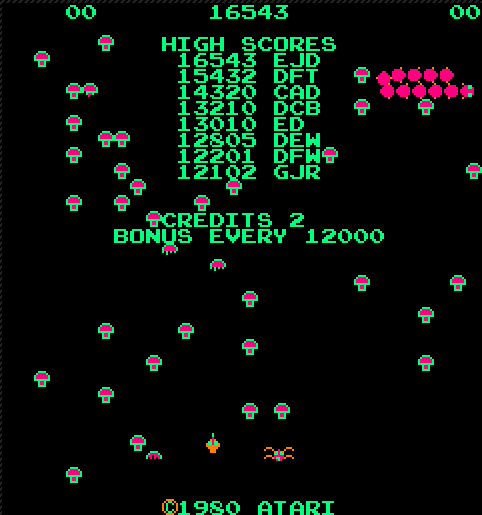 00 16543 00
HIGH SCORES
16543 EJD
15432 DFT
14320 CAD
13210 DCB
13010 ED
12805 DEW
12201 DFW
12102 GJR
CREDITS 2
BONUS EVERY 12000
©1980 ATARI